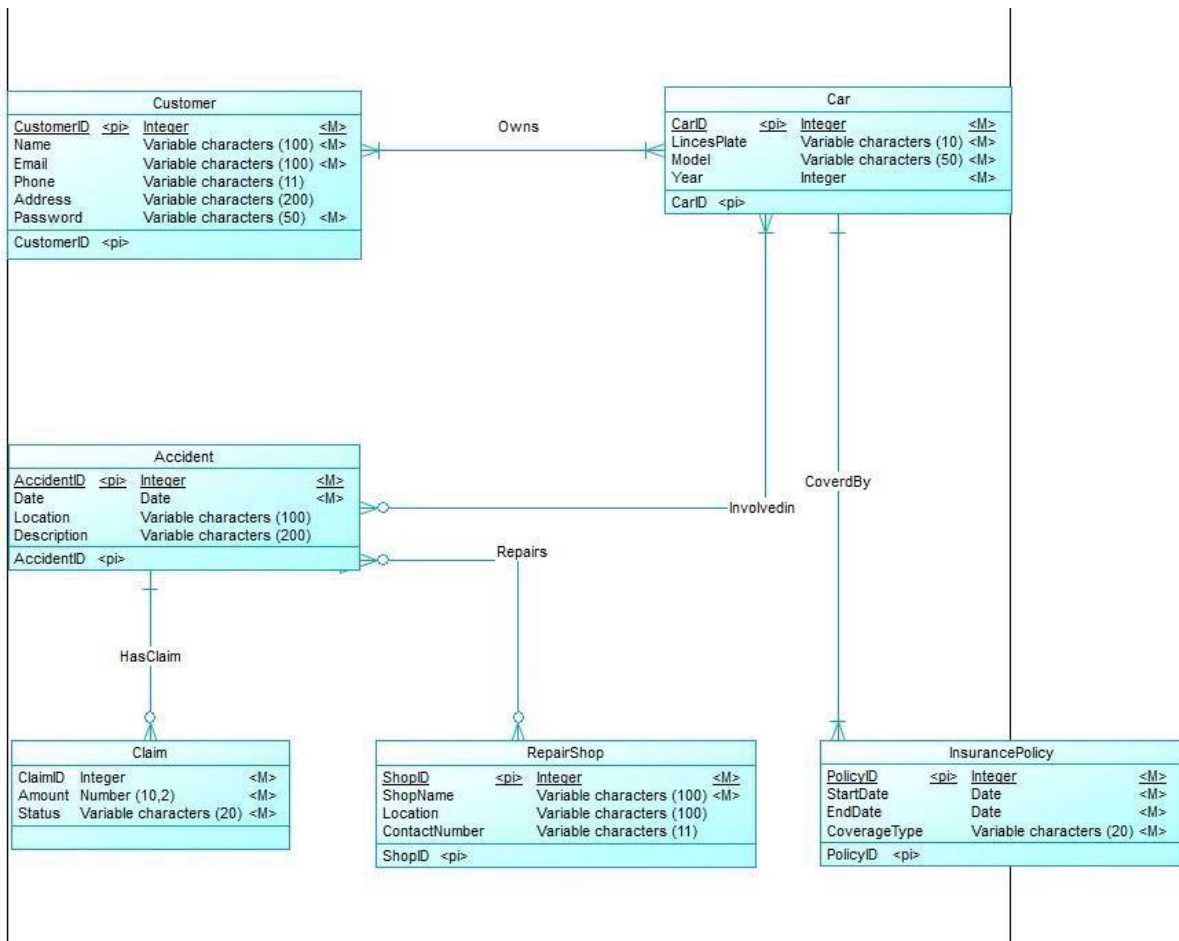 Customer
CustomerID <pi> Integer <M>
Name Variable characters (100) <M>
Email Variable characters (100) <M>
Phone Variable characters (11)
Address Variable characters (200)
Password Variable characters (50) <M>
CustomerID <pi>
Owns
Car
CarID <pi> Integer <M>
LincesPlate Variable characters (10) <M>
Model Variable characters (50) <M>
Year Integer <M>
CarID <pi>
Accident
AccidentID <pi> Integer <M>
Date Date <M>
Location Variable characters (100)
Description Variable characters (200)
AccidentID <pi>
CoverdBy
Involvedin
Repairs
HasClaim
Claim
ClaimID Integer <M>
Amount Number (10,2) <M>
Status Variable characters (20) <M>
RepairShop
ShopID <pi> Integer <M>
ShopName Variable characters (100) <M>
Location Variable characters (100)
ContactNumber Variable characters (11)
ShopID <pi>
InsurancePolicy
PolicyID <pi> Integer <M>
StartDate Date <M>
EndDate Date <M>
CoverageType Variable characters (20) <M>
PolicyID <pi>